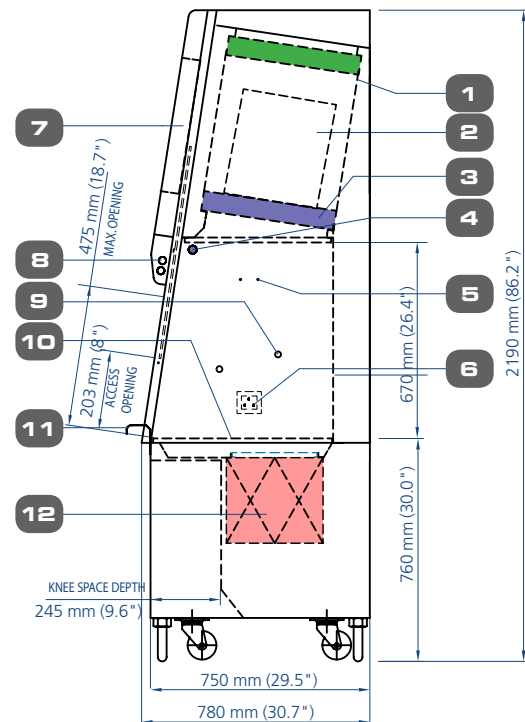 1
2
3
4
5
6
7
8
9
10
11
12
475 mm (18.7")
MAX. OPENING
203 mm (8")
ACCESS
OPENING
670 mm (26.4")
2190 mm (86.2")
760 mm (30.0")
KNEE SPACE DEPTH
245 mm (9.6")
750 mm (29.5")
780 mm (30.7")